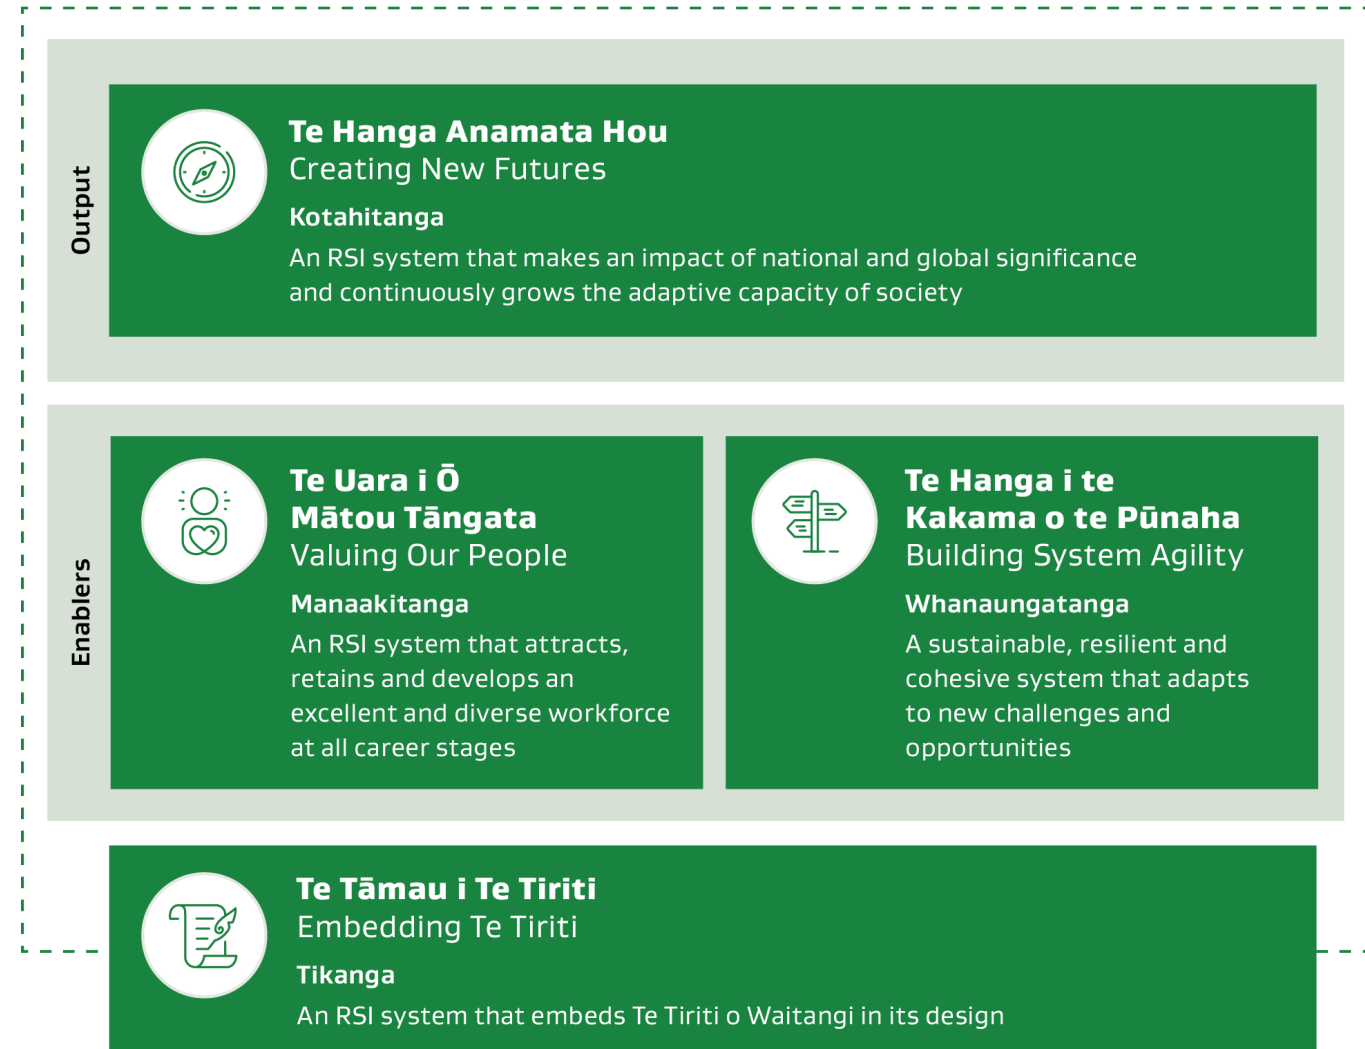 Output
Te Hanga Anamata Hou
Creating New Futures
Kotahitanga
An RSI system that makes an impact of national and global significance
and continuously grows the adaptive capacity of society
Enablers
Te Uara i Ō
Mātou Tāngata
Valuing Our People
Manaakitanga
An RSI system that attracts,
retains and develops an
excellent and diverse workforce
at all career stages
Te Hanga i te
Kakama o te Pūnaha
Building System Agility
Whanaungatanga
A sustainable, resilient and
cohesive system that adapts
to new challenges and
opportunities
Te Tāmau i Te Tiriti
Embedding Te Tiriti
Tikanga
An RSI system that embeds Te Tiriti o Waitangi in its design